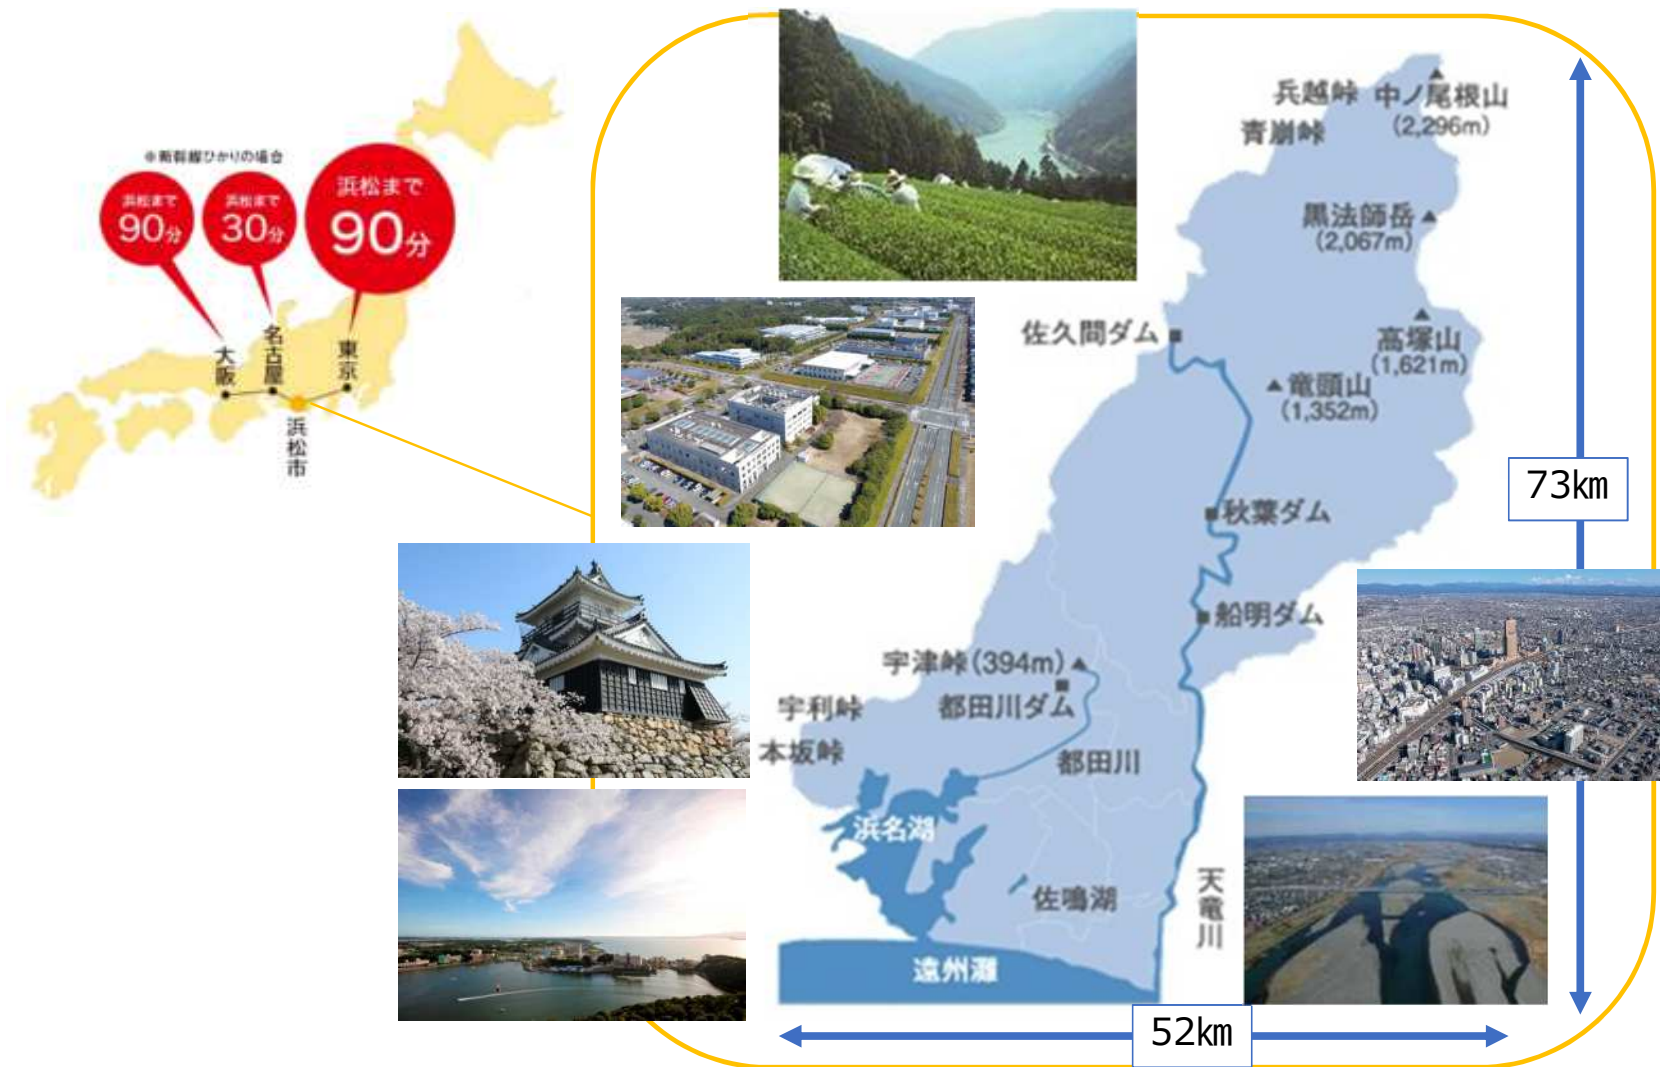 ※新幹線ひかりの場合
浜松まで
90分
浜松まで
30分
浜松まで
90分
大阪
名古屋
東京
浜松市
兵越峠
中ノ尾根山
(2,296m)
青崩峠
黒法師岳
(2,067m)
佐久間ダム
高塚山
(1,621m)
竜頭山
(1,352m)
73km
秋葉ダム
船明ダム
宇津峠(394m)
都田川ダム
宇利峠
本坂峠
都田川
浜名湖
佐鳴湖
天竜川
遠州灘
52km